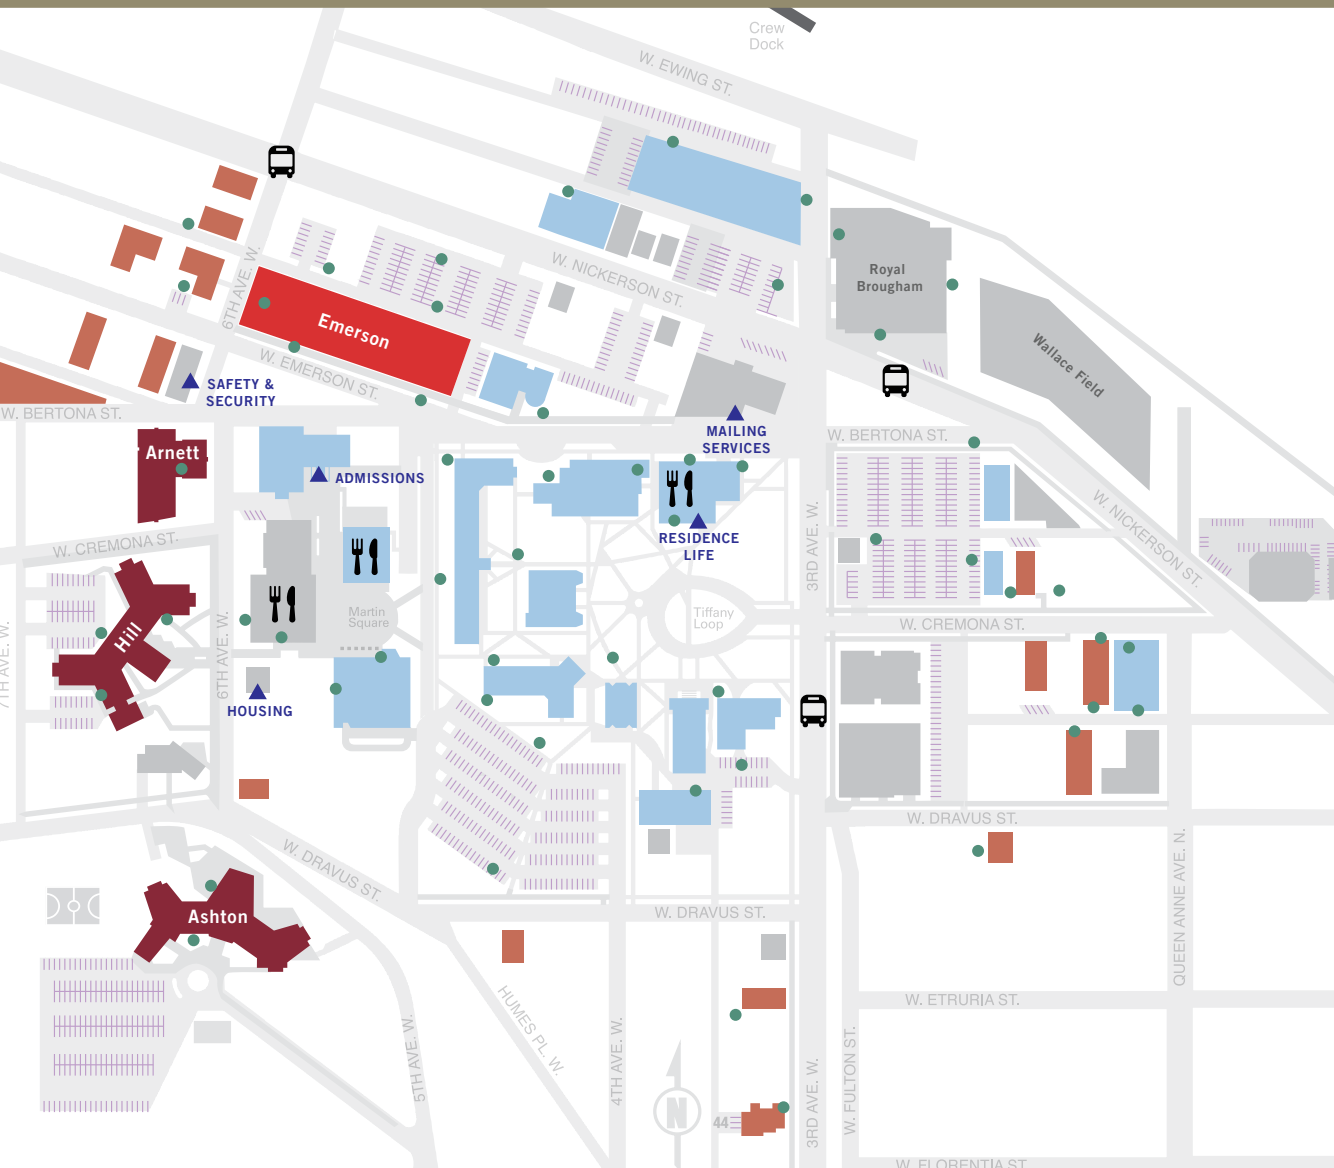 Crew
Dock
W. EWING ST.
W. NICKERSON ST.
6TH AVE. W.
Royal
Brougham
Wallace Field
Emerson
W. EMERSON ST.
SAFETY &
SECURITY
W. BERTONA ST.
MAILING
SERVICES
W. BERTONA ST.
Arnett
ADMISSIONS
W. NICKERSON ST.
3RD AVE. W.
RESIDENCE
LIFE
W. CREMONA ST.
Martin
Square
Tiffany
Loop
W. CREMONA ST.
Hill
7TH AVE. W.
6TH AVE. W.
HOUSING
W. DRAVUS ST.
W. DRAVUS ST.
Ashton
W. DRAVUS ST.
QUEEN ANNE AVE. N.
W. ETRURIA ST.
HUMES PL. W.
5TH AVE. W.
4TH AVE. W.
3RD AVE. W.
W. FULTON ST.
N
44
W. FLORENTIA ST.